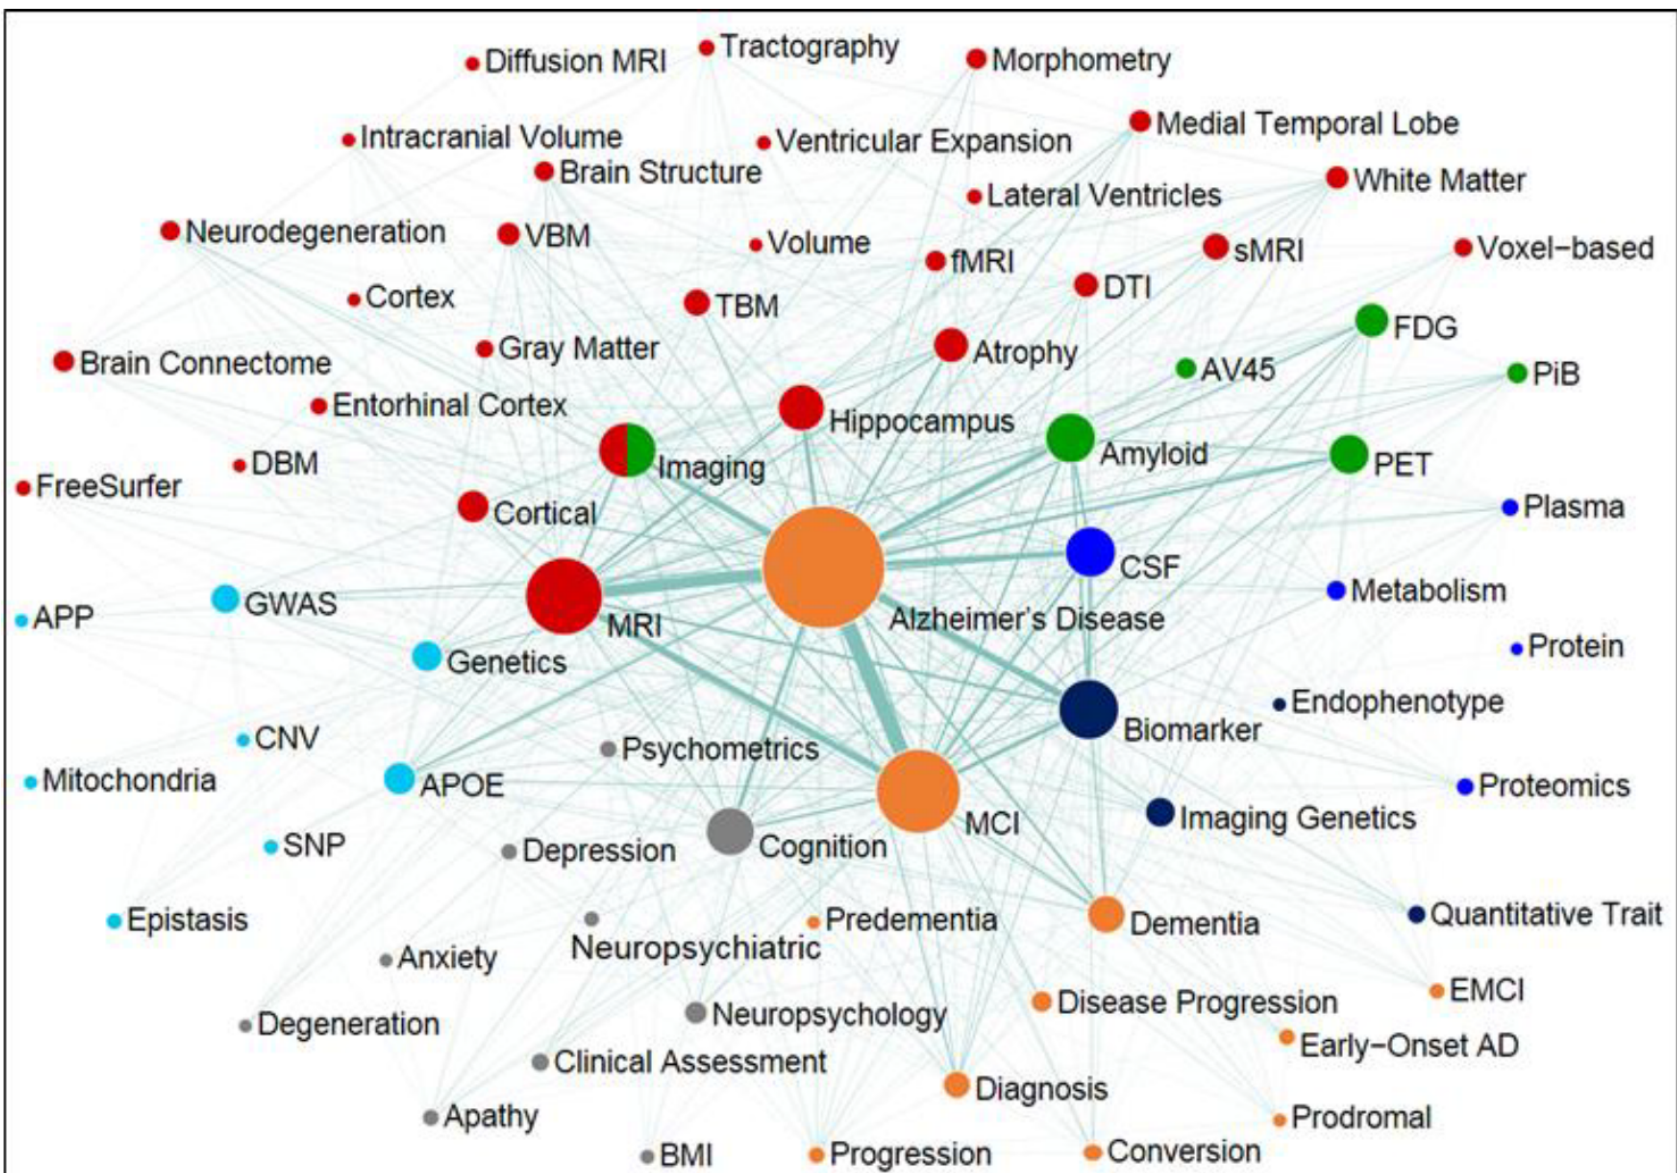 Tractography
Diffusion MRI
Morphometry
Medial Temporal Lobe
Intracranial Volume
Ventricular Expansion
Brain Structure
White Matter
Lateral Ventricles
Neurodegeneration
VBM
Volume
fMRI
sMRI
Voxel−based
DTI
Cortex
TBM
FDG
Gray Matter
Atrophy
Brain Connectome
AV45
PiB
Entorhinal Cortex
Hippocampus
Amyloid
DBM
Imaging
PET
FreeSurfer
Cortical
Plasma
CSF
Metabolism
GWAS
APP
Alzheimer's Disease
MRI
Protein
Genetics
Endophenotype
Biomarker
CNV
Psychometrics
Mitochondria
APOE
Proteomics
Imaging Genetics
MCI
SNP
Depression
Cognition
Quantitative Trait
Epistasis
Predementia
Dementia
Neuropsychiatric
Anxiety
EMCI
Disease Progression
Neuropsychology
Degeneration
Early−Onset AD
Clinical Assessment
Diagnosis
Apathy
Prodromal
BMI
Progression
Conversion